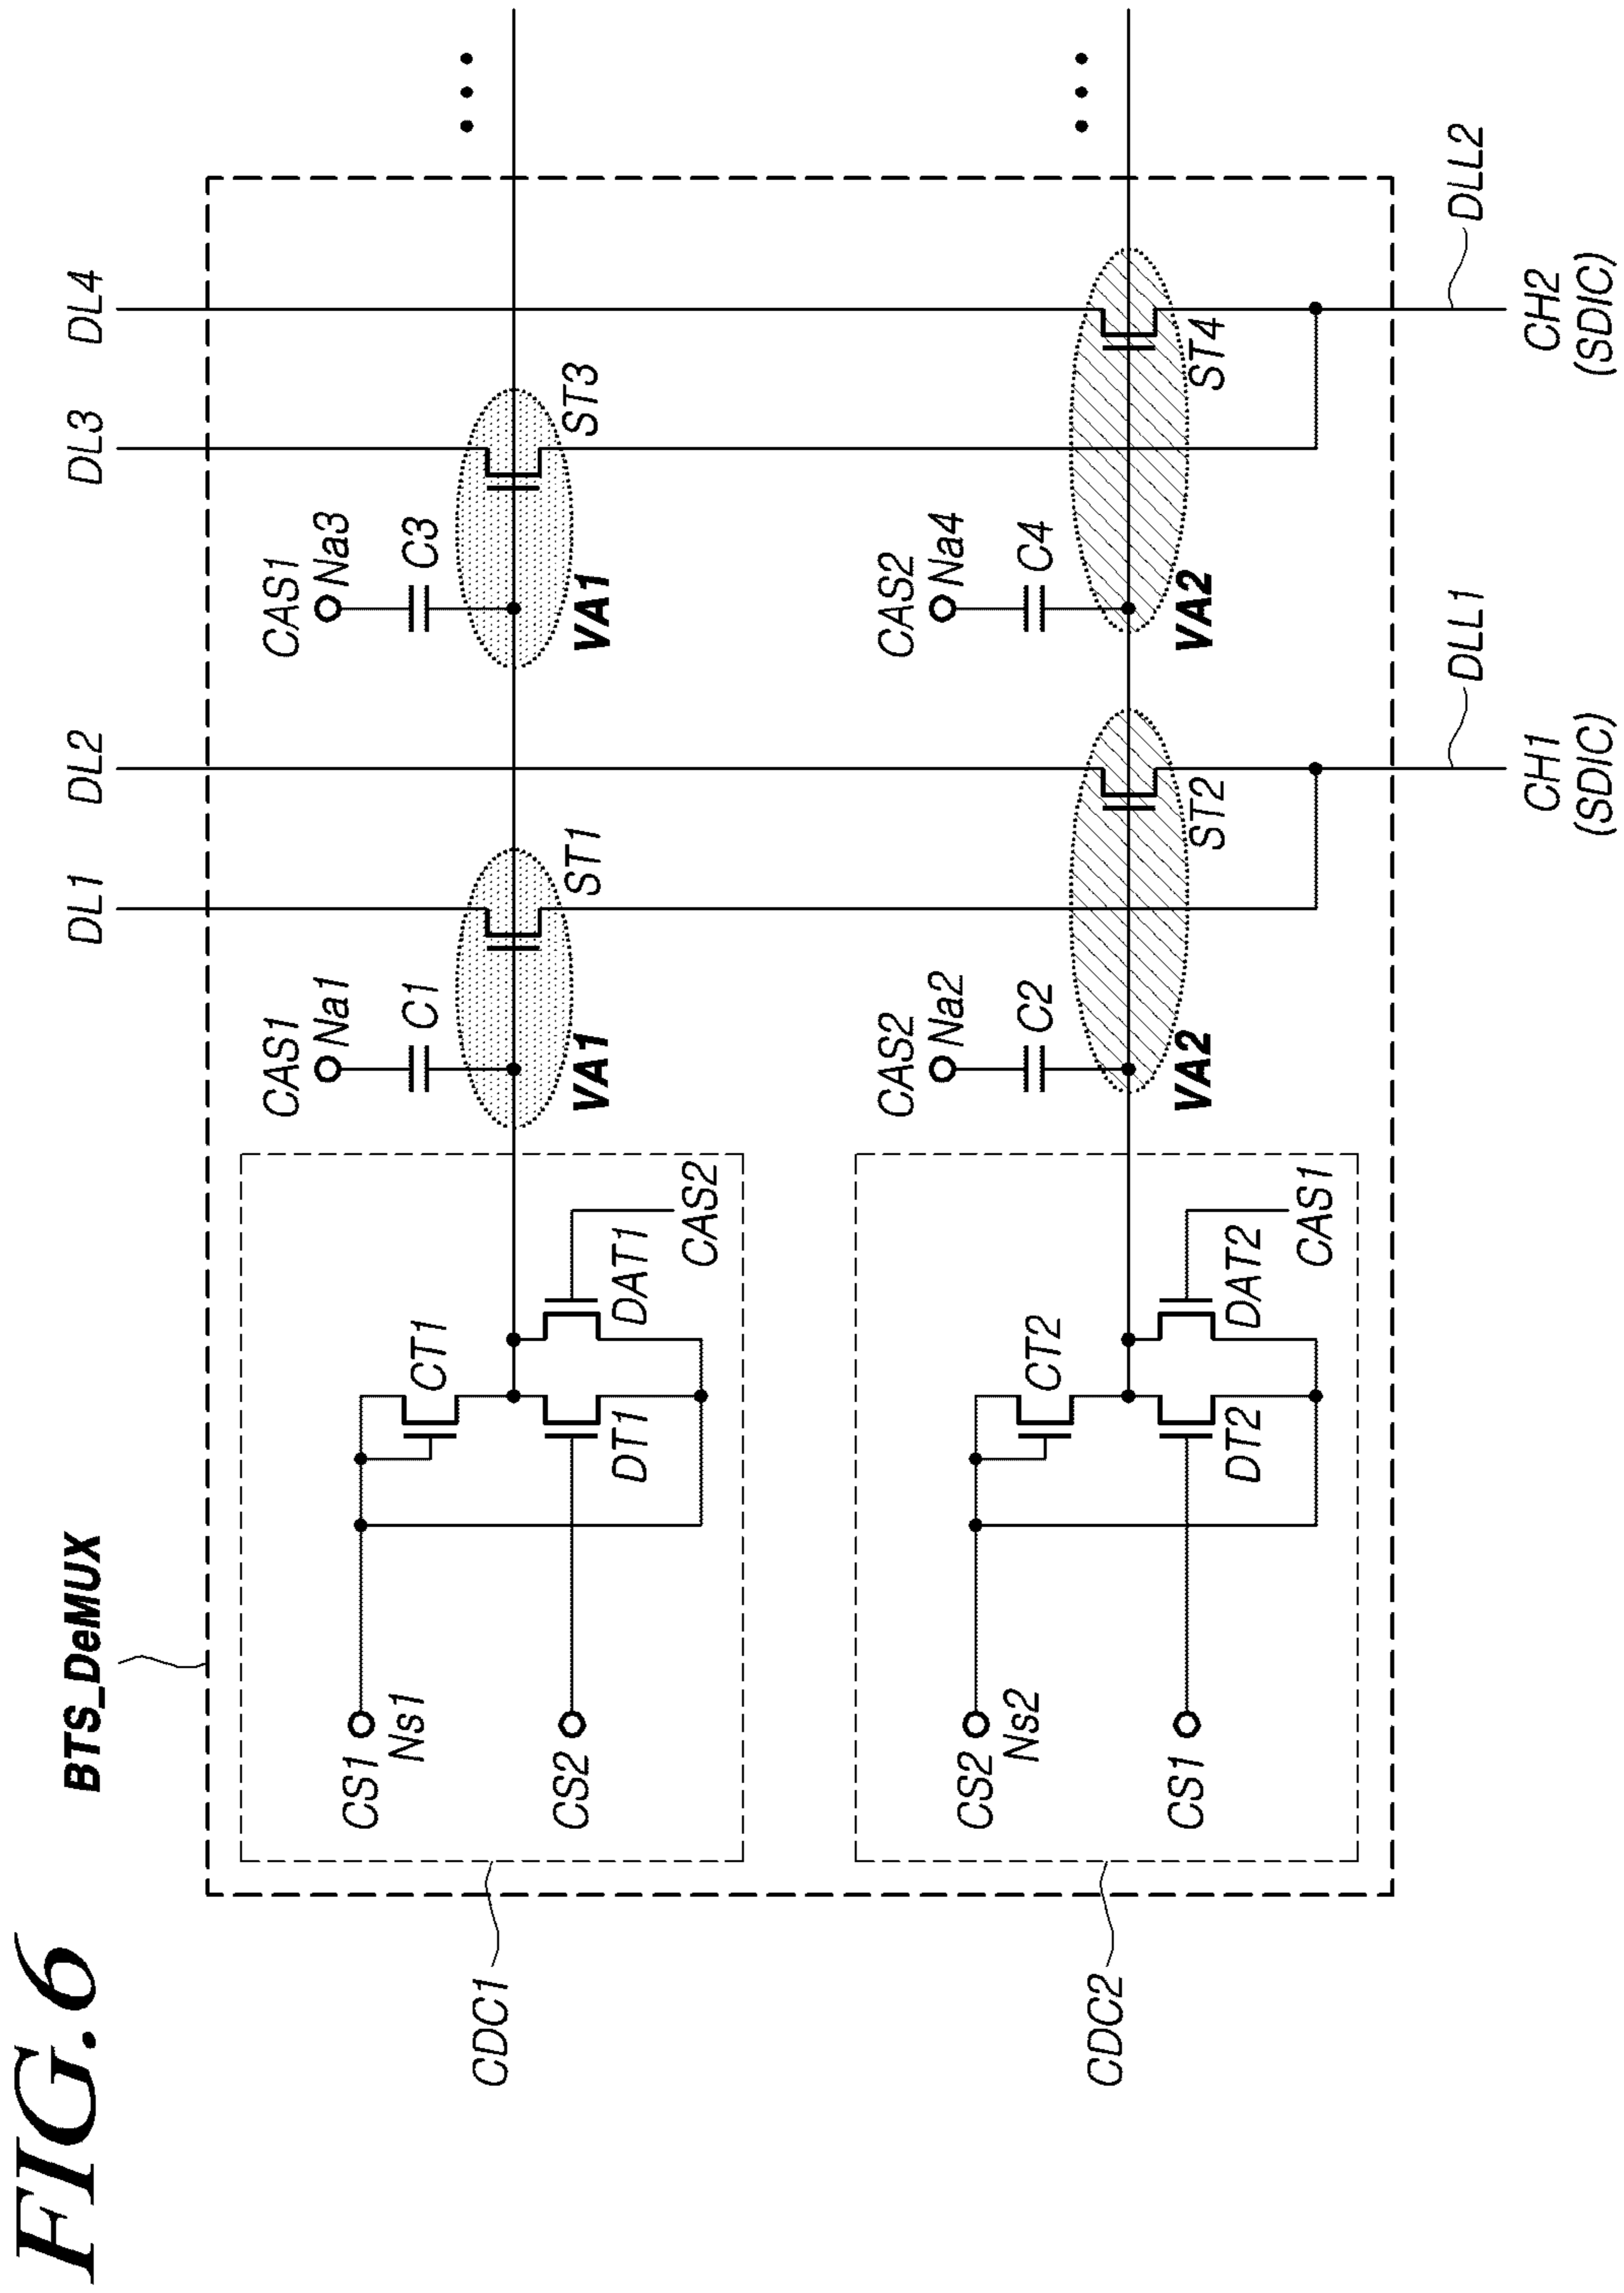 FIG. 6
BTS_DeMUX
DL1
DL2
DL3
DL4
CDC1
CS1
Ns1
CS2
CT1
DT1
DAT1
CAS2
CAS1
Na1
C1
VA1
ST1
CAS1
Na3
C3
VA1
ST3
CDC2
CS2
Ns2
CS1
CT2
DT2
DAT2
CAS1
CAS2
Na2
C2
VA2
ST2
CAS2
Na4
C4
VA2
ST4
DLL1
DLL2
CH1
(SDIC)
CH2
(SDIC)